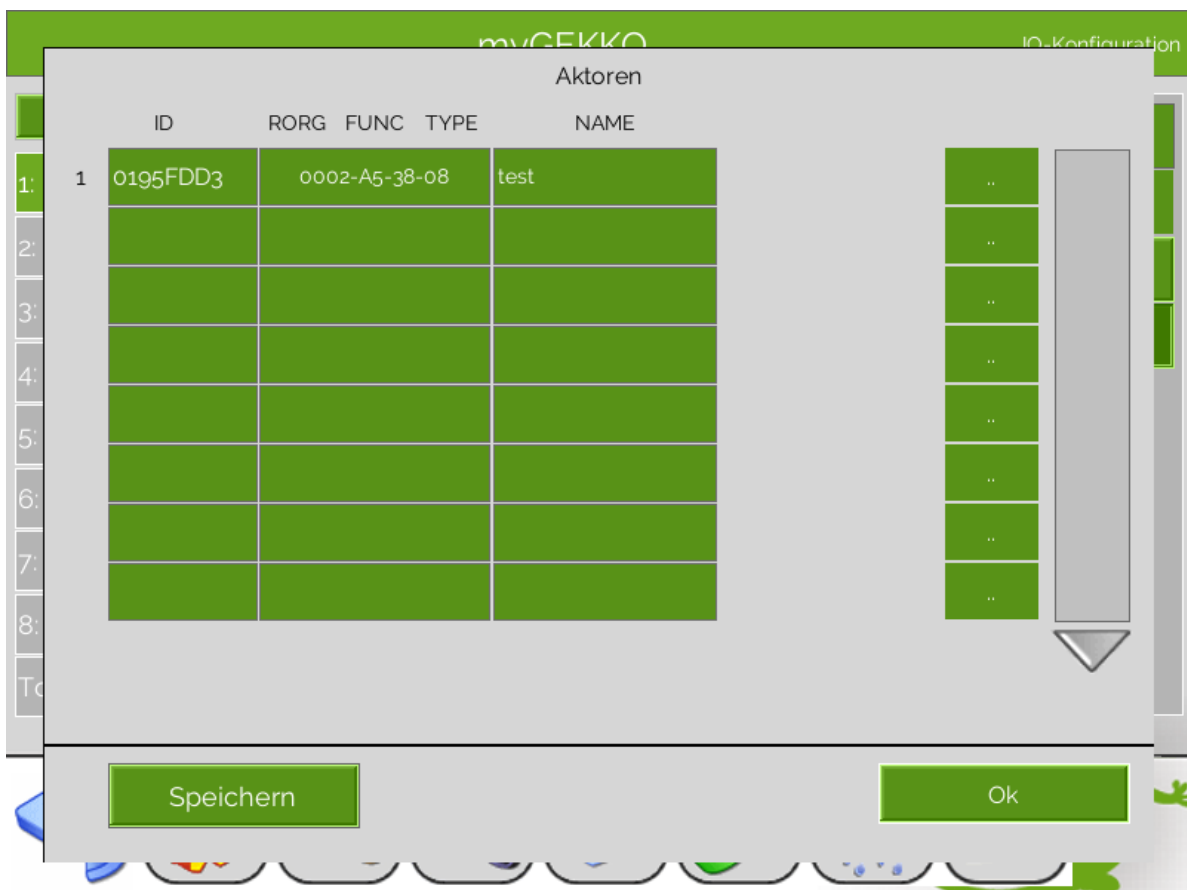 myGEKKO IO-Konfiguration
Aktoren
ID RORG FUNC TYPE NAME
1: 1 0195FDD3 0002-A5-38-08 test ..
2: ..
3: ..
4: ..
5: ..
6: ..
7: ..
8: ..
To
Speichern Ok